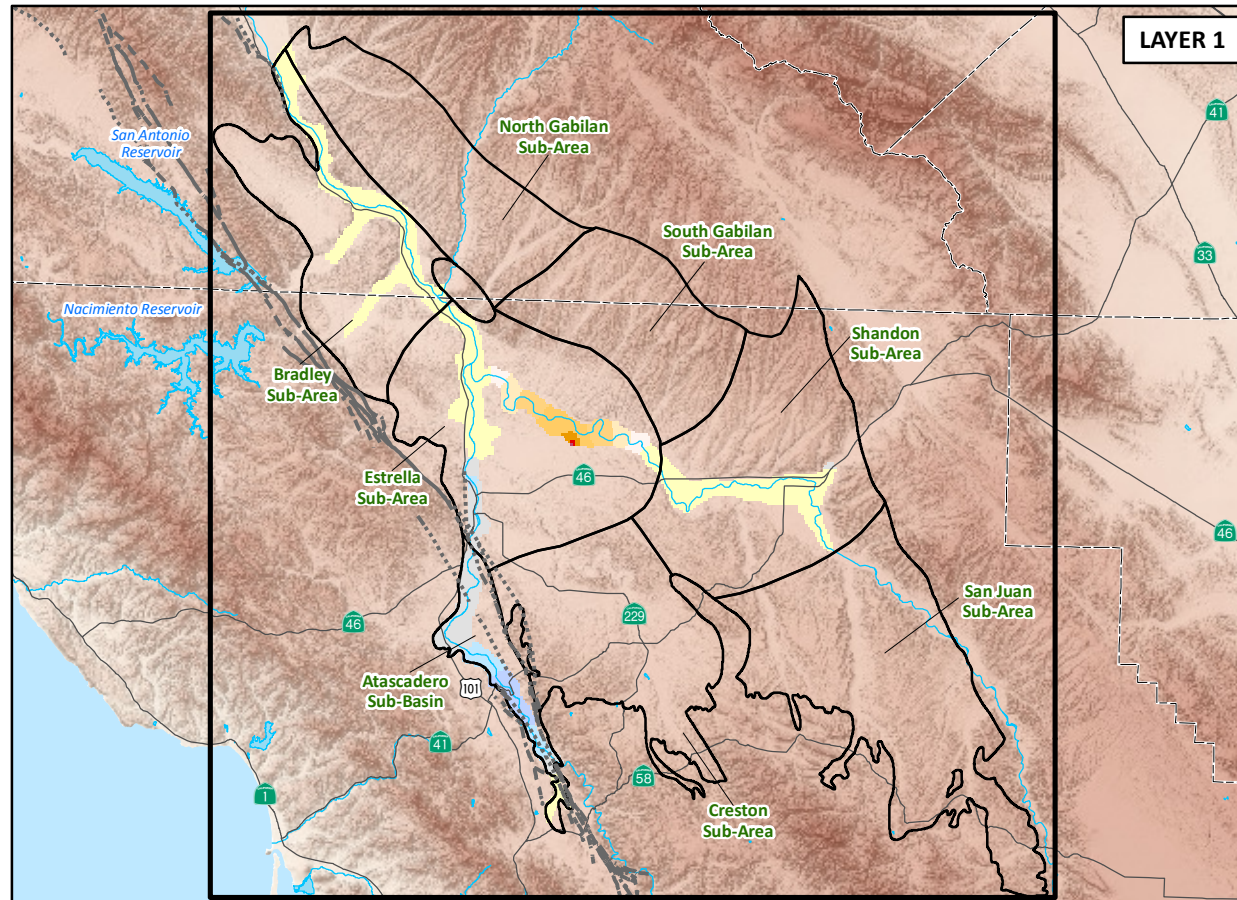 LAYER 1
41
San Antonio
Reservoir
North Gabilan
Sub-Area
South Gabilan
Sub-Area
33
Nacimiento Reservoir
Shandon
Sub-Area
Bradley
Sub-Area
Estrella
Sub-Area
46
46
San Juan
Sub-Area
46
229
Atascadero
Sub-Basin
101
41
58
1
Creston
Sub-Area